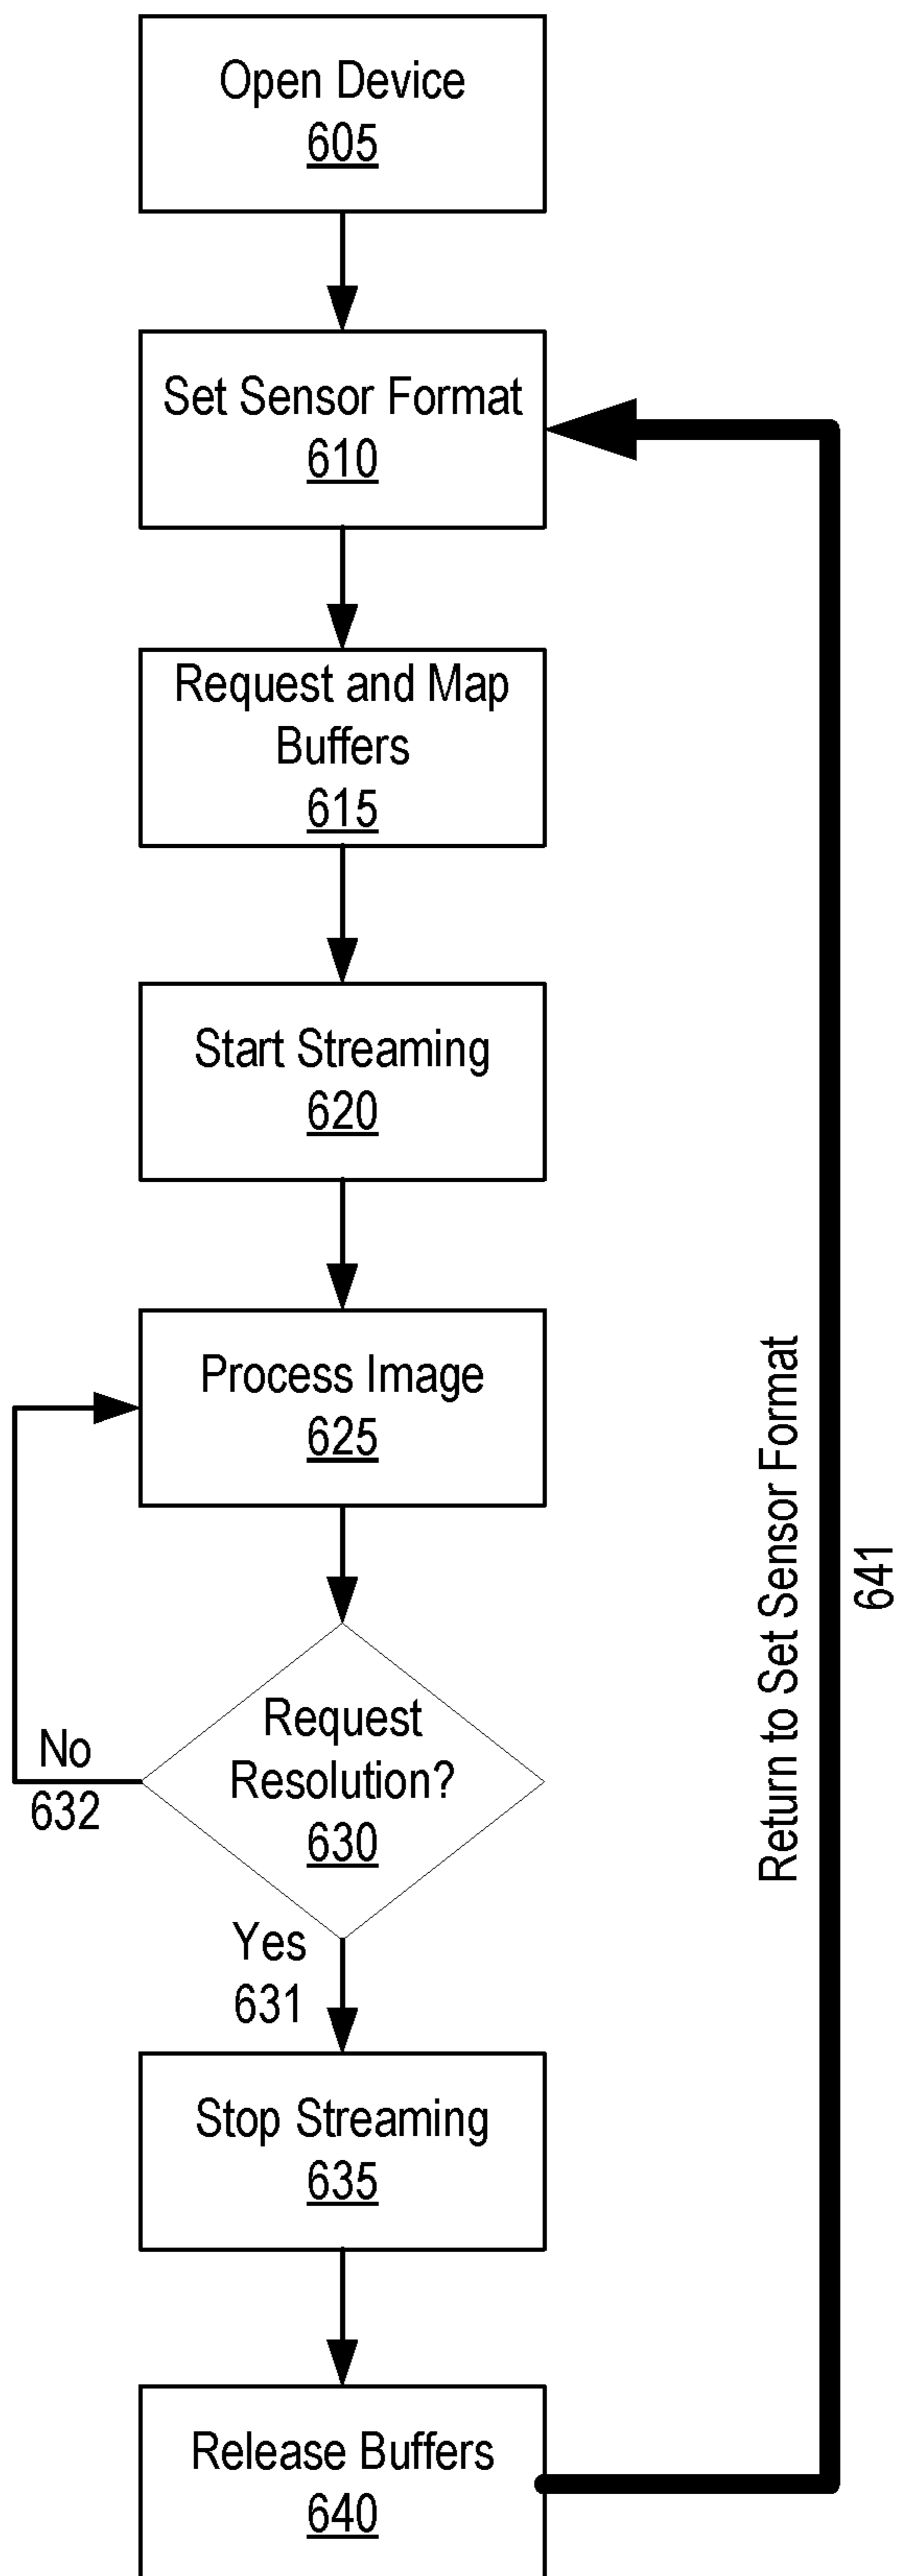 Open Device
605
Set Sensor Format
610
Request and Map
Buffers
615
Start Streaming
620
Process Image
625
Request
Resolution?
630
No
632
Yes
631
Stop Streaming
635
Release Buffers
640
Return to Set Sensor Format
641